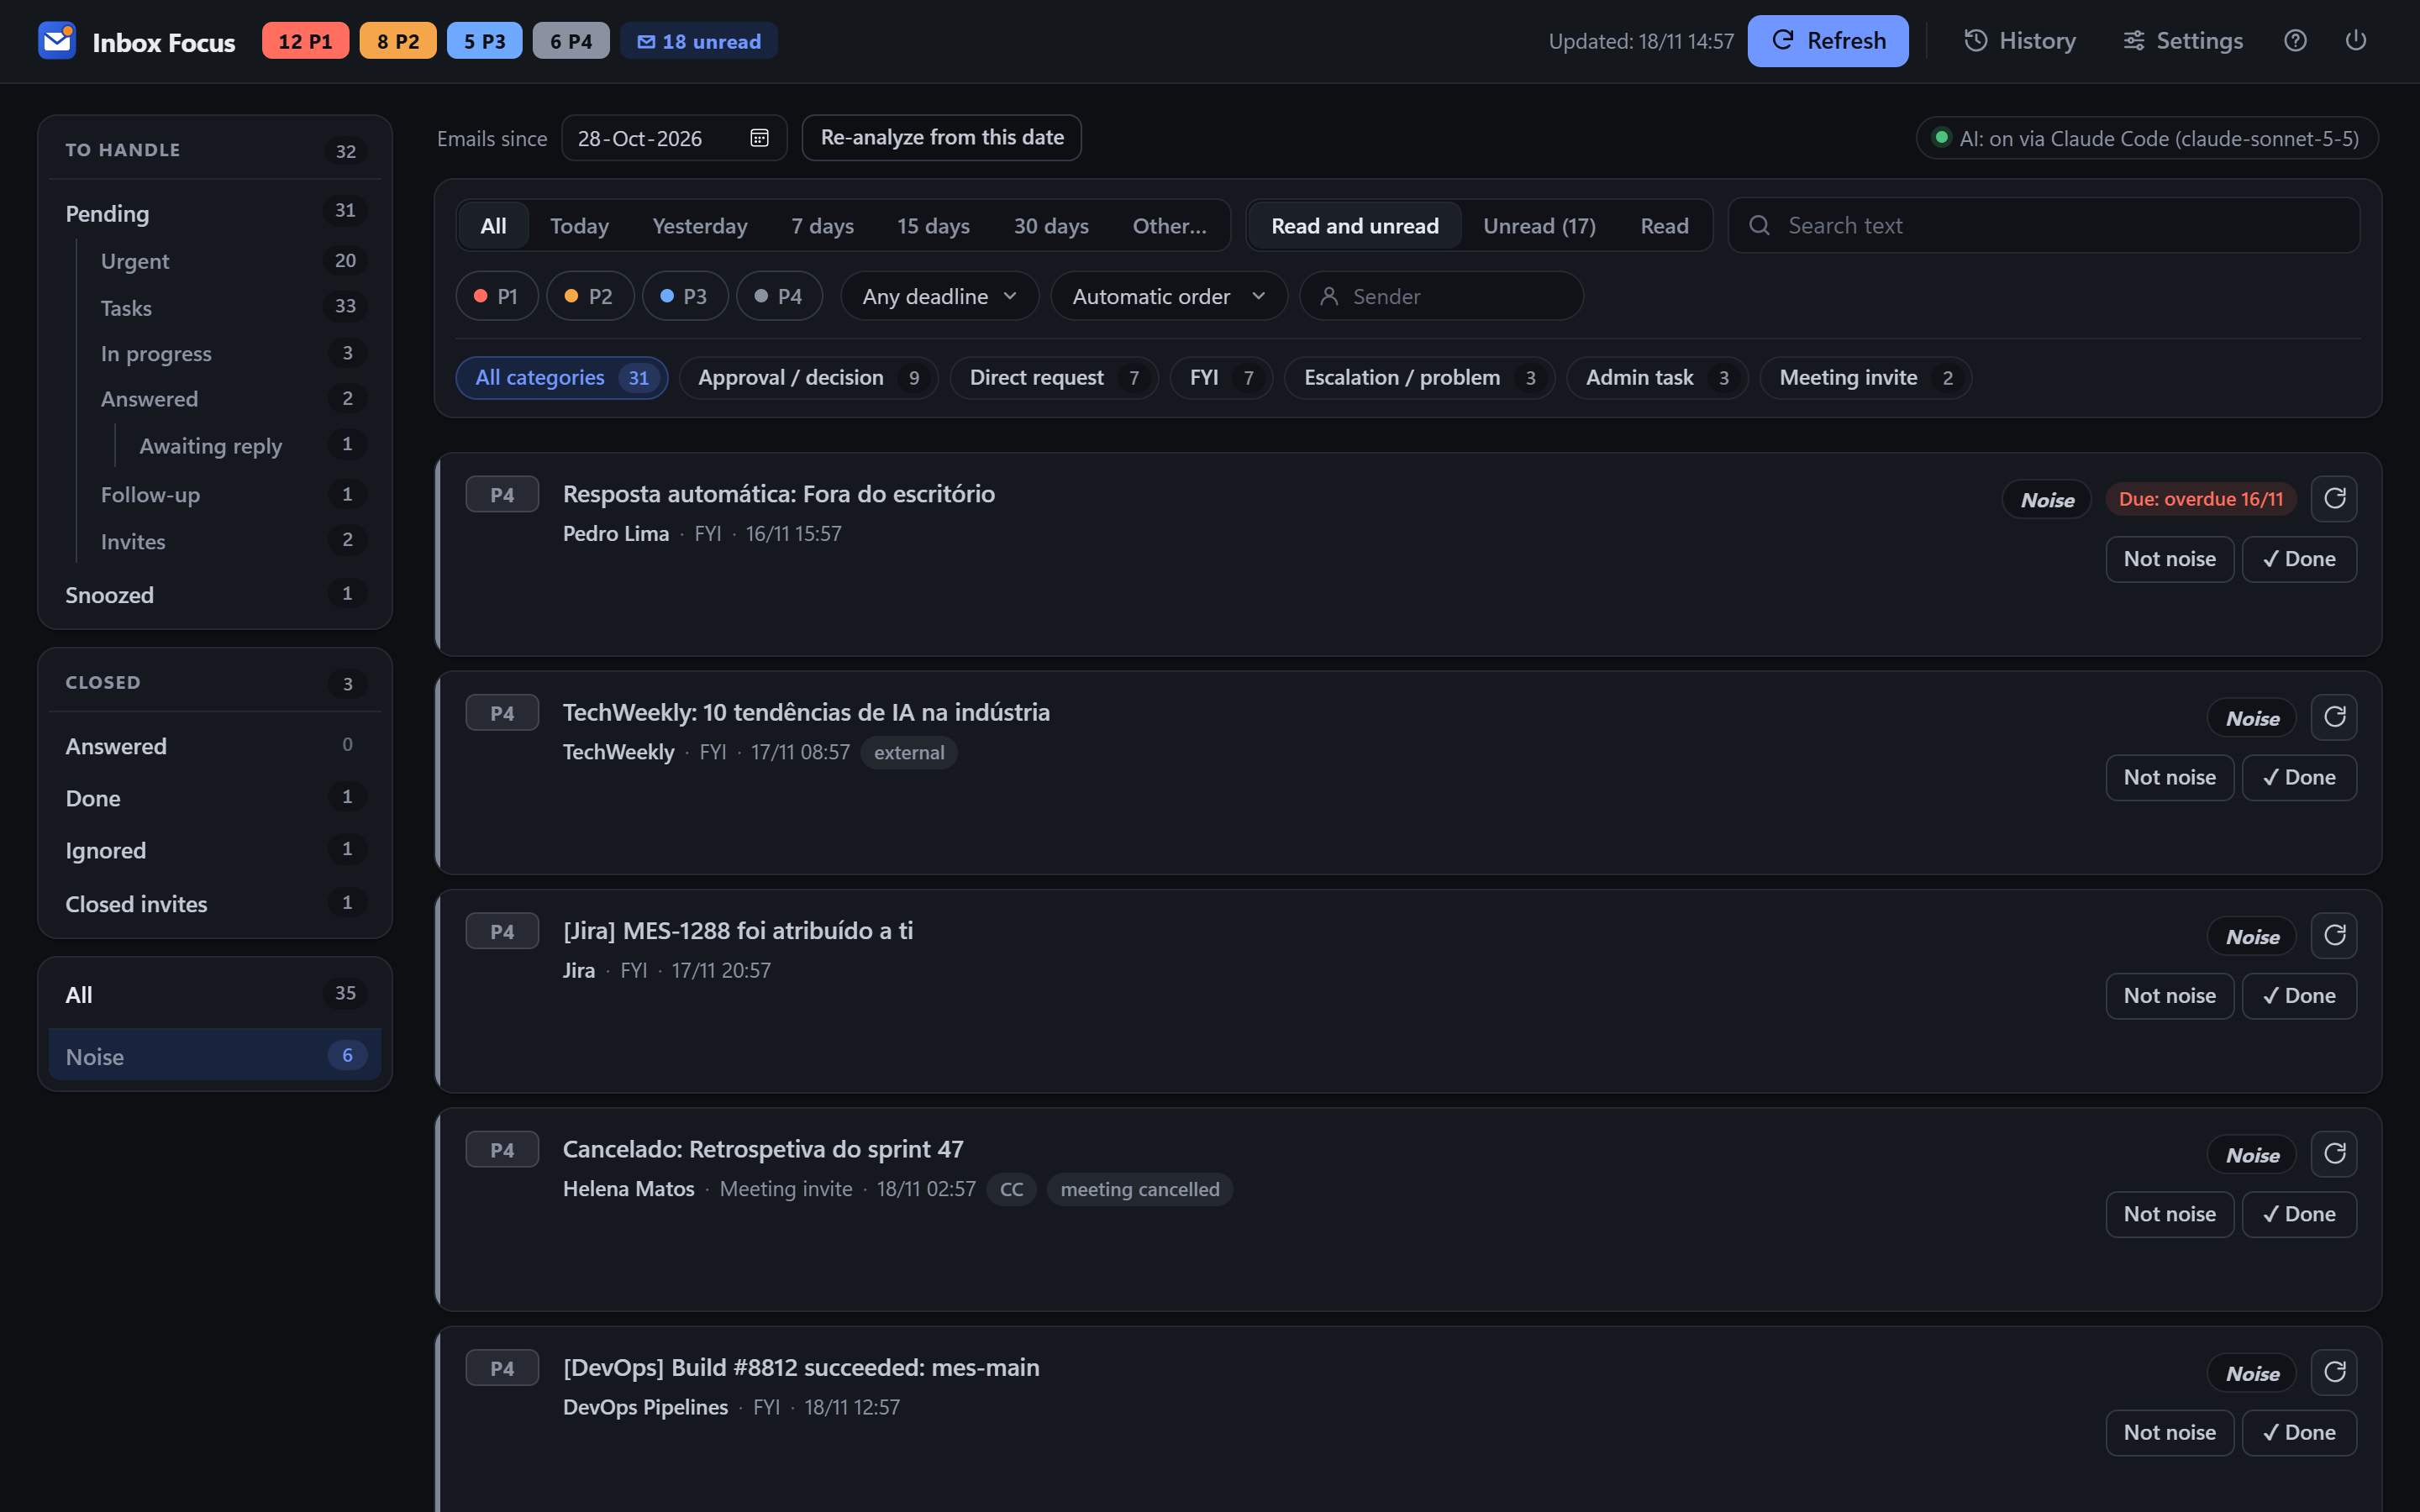 Inbox Focus
12 P1
8 P2
5 P3
6 P4
18 unread
Updated: 18/11 14:57
Refresh
History
Settings
TO HANDLE 32
Pending 31
Urgent 20
Tasks 33
In progress 3
Answered 2
Awaiting reply 1
Follow-up 1
Invites 2
Snoozed 1
CLOSED 3
Answered 0
Done 1
Ignored 1
Closed invites 1
All 35
Noise 6
Emails since 28-Oct-2026 Re-analyze from this date
AI: on via Claude Code (claude-sonnet-5-5)
All Today Yesterday 7 days 15 days 30 days Other...
Read and unread Unread (17) Read
Search text
P1 P2 P3 P4 Any deadline Automatic order Sender
All categories 31 Approval / decision 9 Direct request 7 FYI 7 Escalation / problem 3 Admin task 3 Meeting invite 2
P4 Resposta automática: Fora do escritório
Pedro Lima · FYI · 16/11 15:57
Noise Due: overdue 16/11
Not noise ✓ Done
P4 TechWeekly: 10 tendências de IA na indústria
TechWeekly · FYI · 17/11 08:57 external
Noise
Not noise ✓ Done
P4 [Jira] MES-1288 foi atribuído a ti
Jira · FYI · 17/11 20:57
Noise
Not noise ✓ Done
P4 Cancelado: Retrospetiva do sprint 47
Helena Matos · Meeting invite · 18/11 02:57 CC meeting cancelled
Noise
Not noise ✓ Done
P4 [DevOps] Build #8812 succeeded: mes-main
DevOps Pipelines · FYI · 18/11 12:57
Noise
Not noise ✓ Done